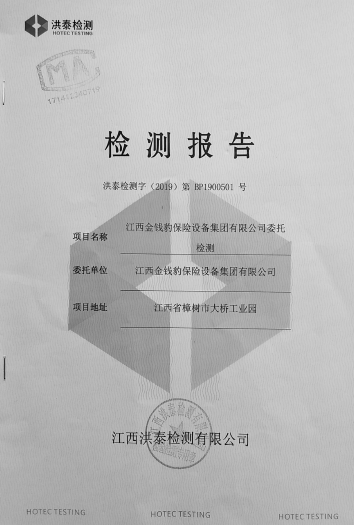 洪泰检测
HOTEC TESTING
MA
171412340719
检测报告
洪泰检测字（2019）第 BP1900501 号
项目名称 江西金钱豹保险设备集团有限公司委托
检测
委托单位 江西金钱豹保险设备集团有限公司
项目地址 江西省樟树市大桥工业园
江西洪泰检测有限公司
HOTEC TESTING HOTEC TESTING HOTEC TESTING